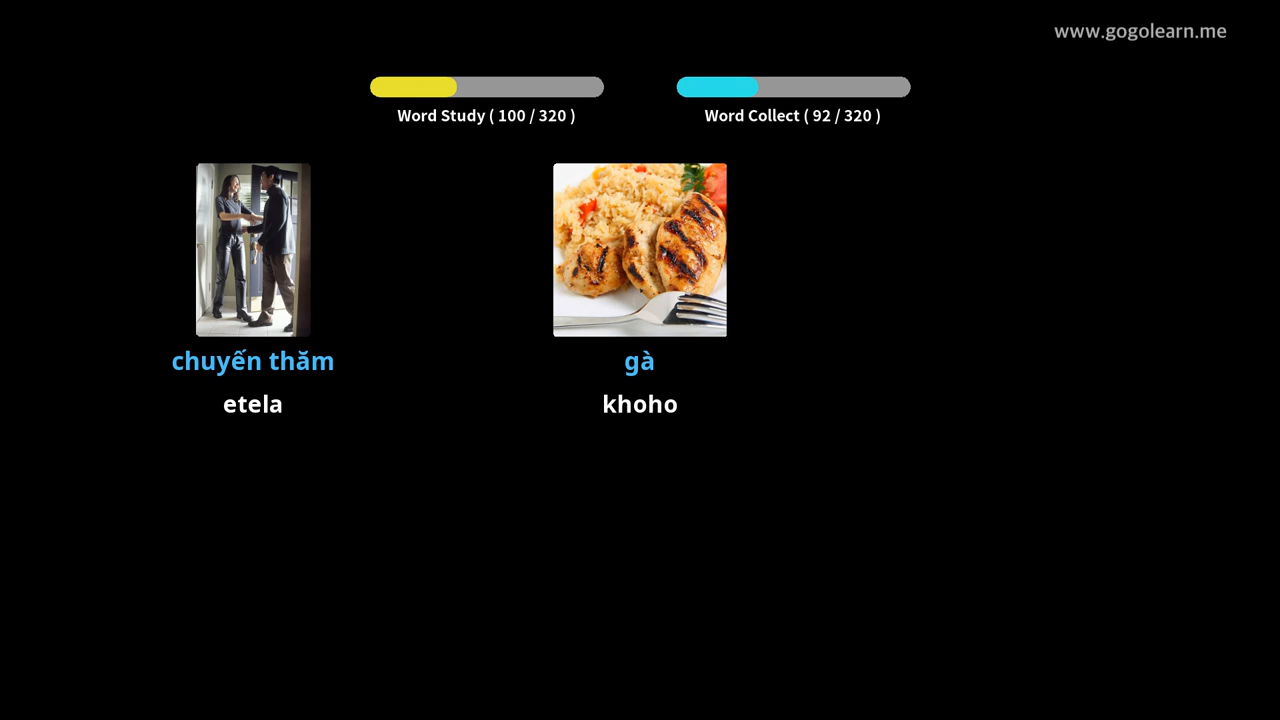 www.gogolearn.me
Word Study ( 100 / 320 )
Word Collect ( 92 / 320 )
chuyến thăm
etela
gà
khoho